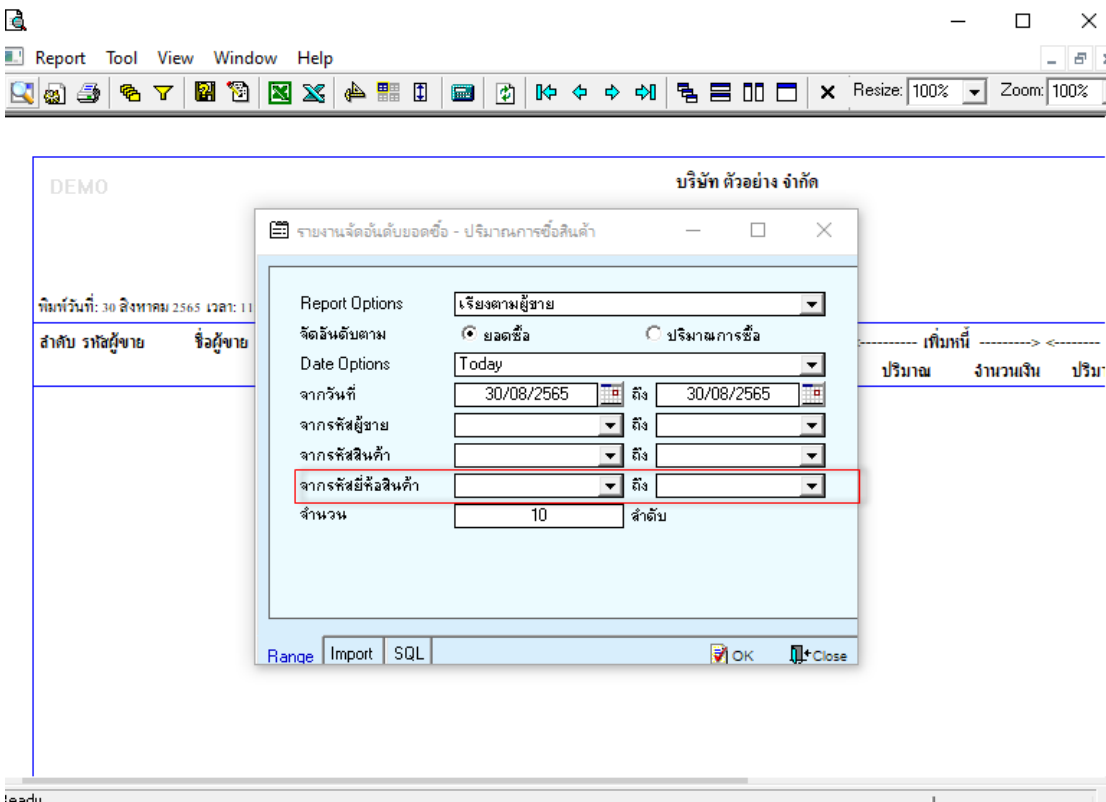 Report Tool View Window Help
Resize: 100% Zoom: 100%
DEMO
บริษัท ตัวอย่าง จำกัด
รายงานจัดอันดับยอดซื้อ - ปริมาณการซื้อสินค้า
พิมพ์วันที่: 30 สิงหาคม 2565 เวลา: 11
ลำดับ รหัสผู้ขาย ชื่อผู้ขาย
---------- เที่ยวหนี้ ---------> <--------
ปริมาณ จำนวนเงิน
Report Options เรียงตามผู้ขาย
จัดอันดับตาม ยอดซื้อ ปริมาณการซื้อ
Date Options Today
จากวันที่ 30/08/2565 ถึง 30/08/2565
จากรหัสผู้ขาย ถึง
จากรหัสสินค้า ถึง
จากรหัสยี่ห้อสินค้า ถึง
จำนวน 10 ลำดับ
Range Import SQL OK Close